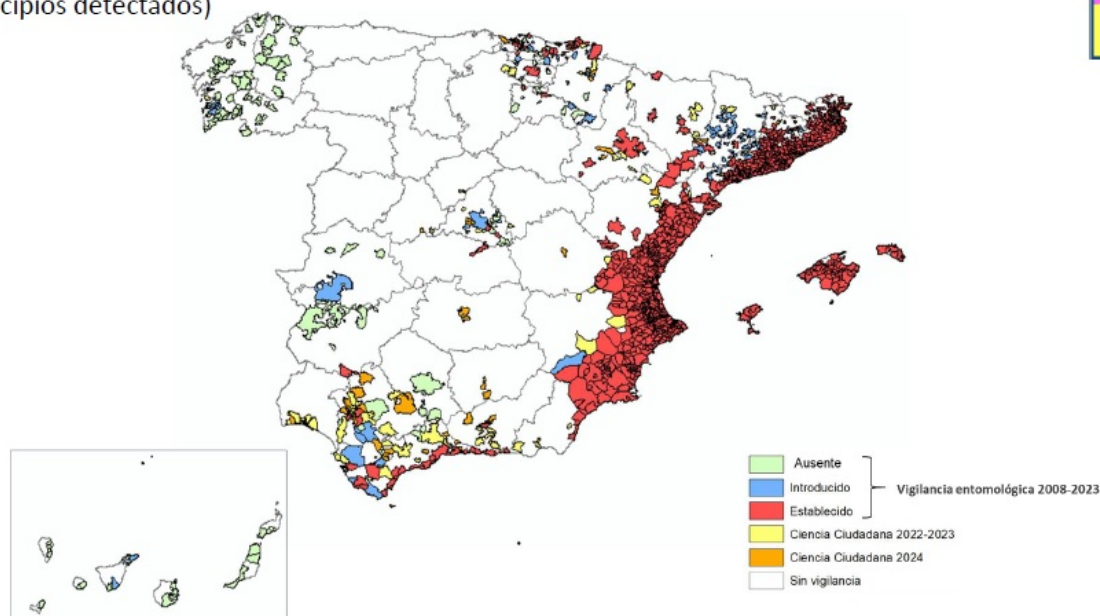 cipios detectados)
Ausente
Introducido
Establecido
Vigilancia entomológica 2008-2023
Ciencia Ciudadana 2022-2023
Ciencia Ciudadana 2024
Sin vigilancia